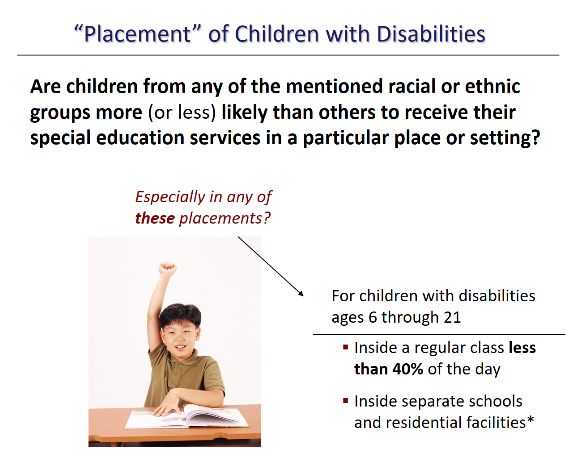 “Placement” of Children with Disabilities
Are children from any of the mentioned racial or ethnic
groups more (or less) likely than others to receive their
special education services in a particular place or setting?
Especially in any of
these placements?
For children with disabilities
ages 6 through 21
▪ Inside a regular class less
than 40% of the day
▪ Inside separate schools
and residential facilities*